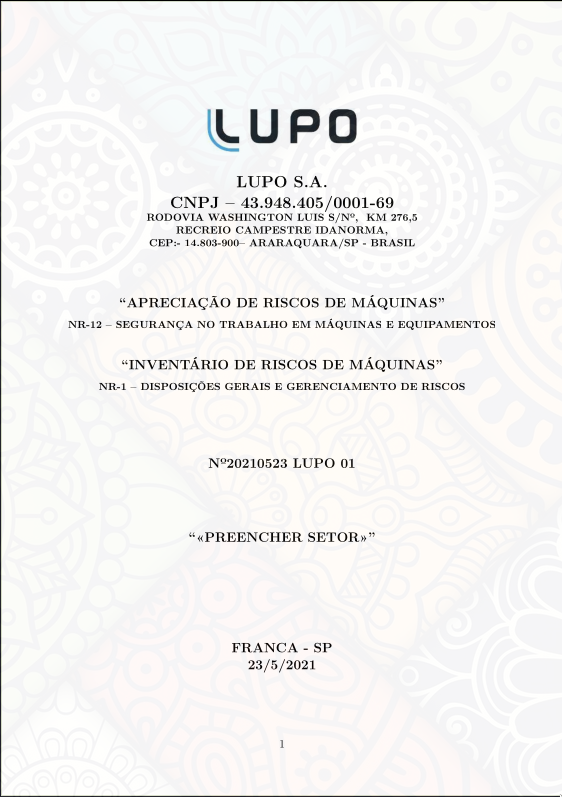 LUPO
LUPO S.A.
CNPJ – 43.948.405/0001-69
RODOVIA WASHINGTON LUIS S/Nº, KM 276,5
RECREIO CAMPESTRE IDANORMA,
CEP:- 14.803-900– ARARAQUARA/SP - BRASIL
“APRECIAÇÃO DE RISCOS DE MÁQUINAS”
NR-12 – SEGURANÇA NO TRABALHO EM MÁQUINAS E EQUIPAMENTOS
“INVENTÁRIO DE RISCOS DE MÁQUINAS”
NR-1 – DISPOSIÇÕES GERAIS E GERENCIAMENTO DE RISCOS
Nº20210523 LUPO 01
“«PREENCHER SETOR»”
FRANCA - SP
23/5/2021
1